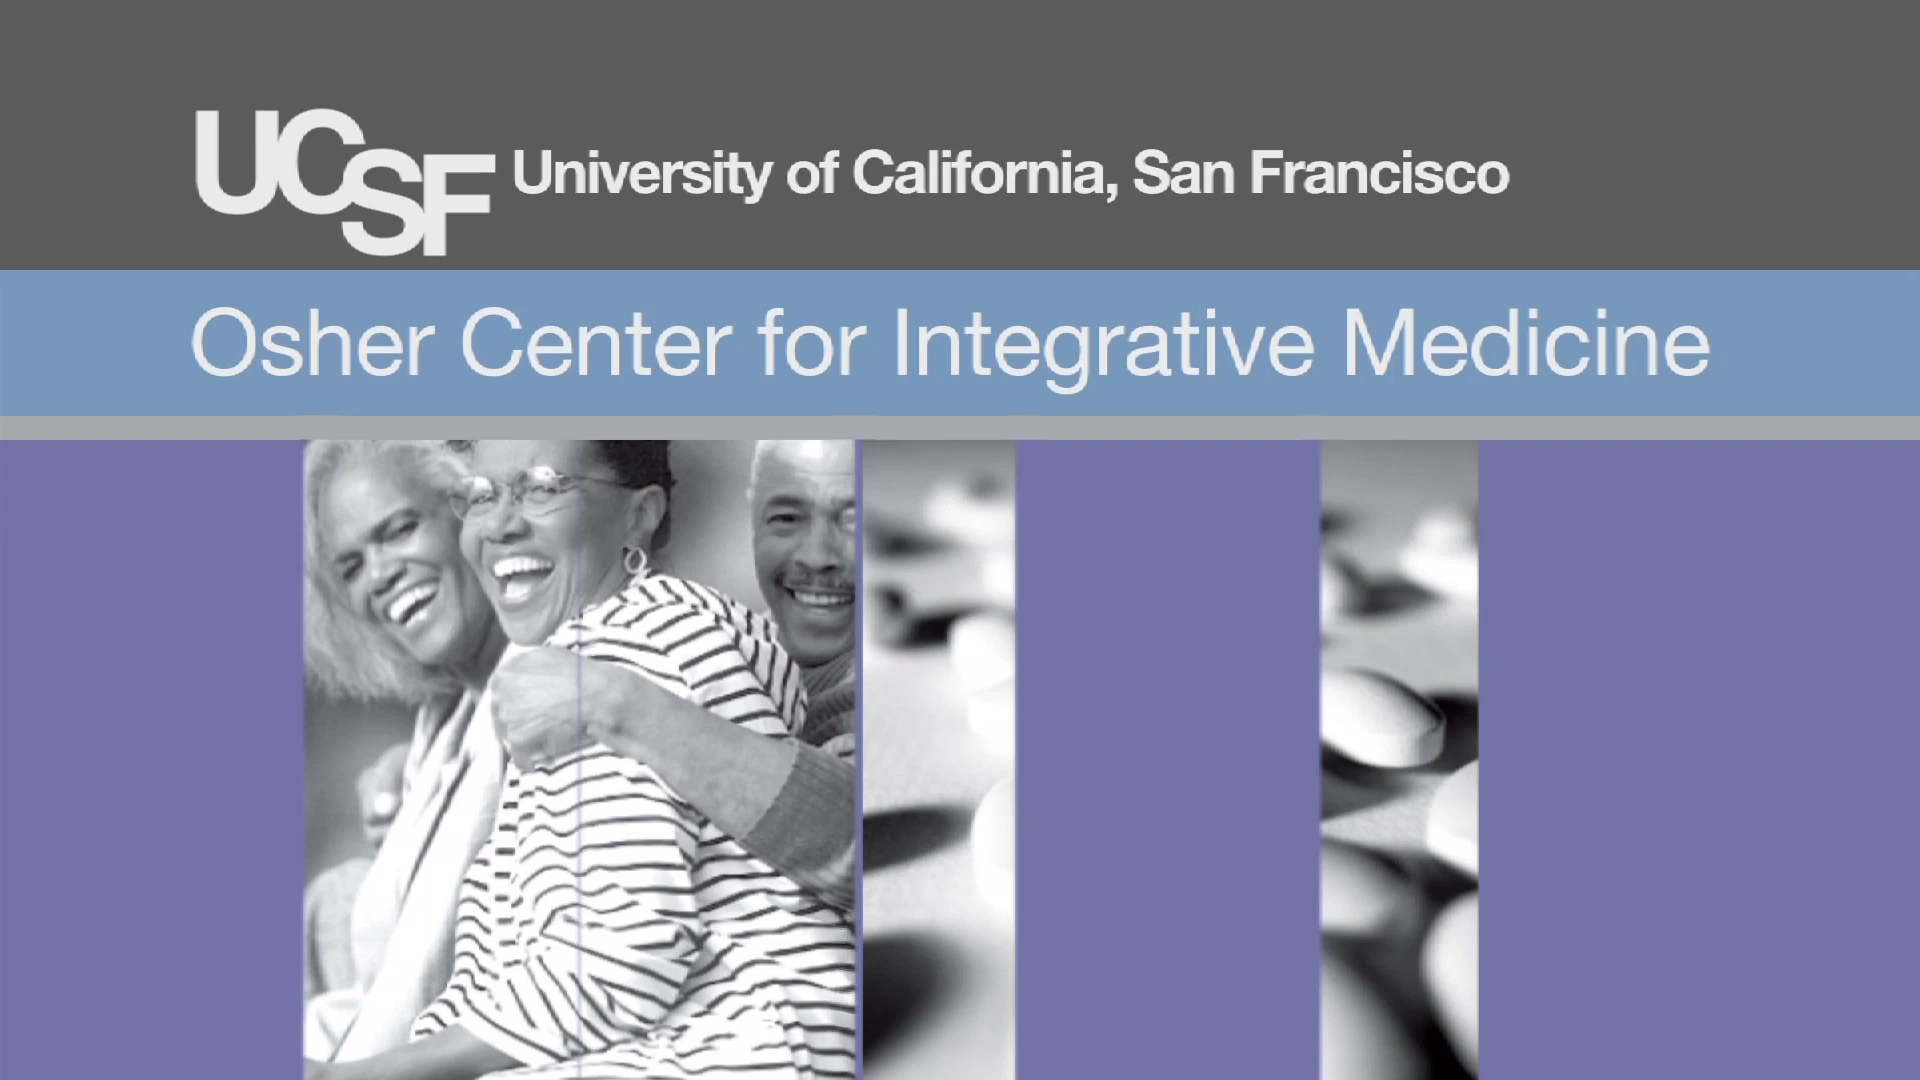 UCSF University of California, San Francisco
Osher Center for Integrative Medicine